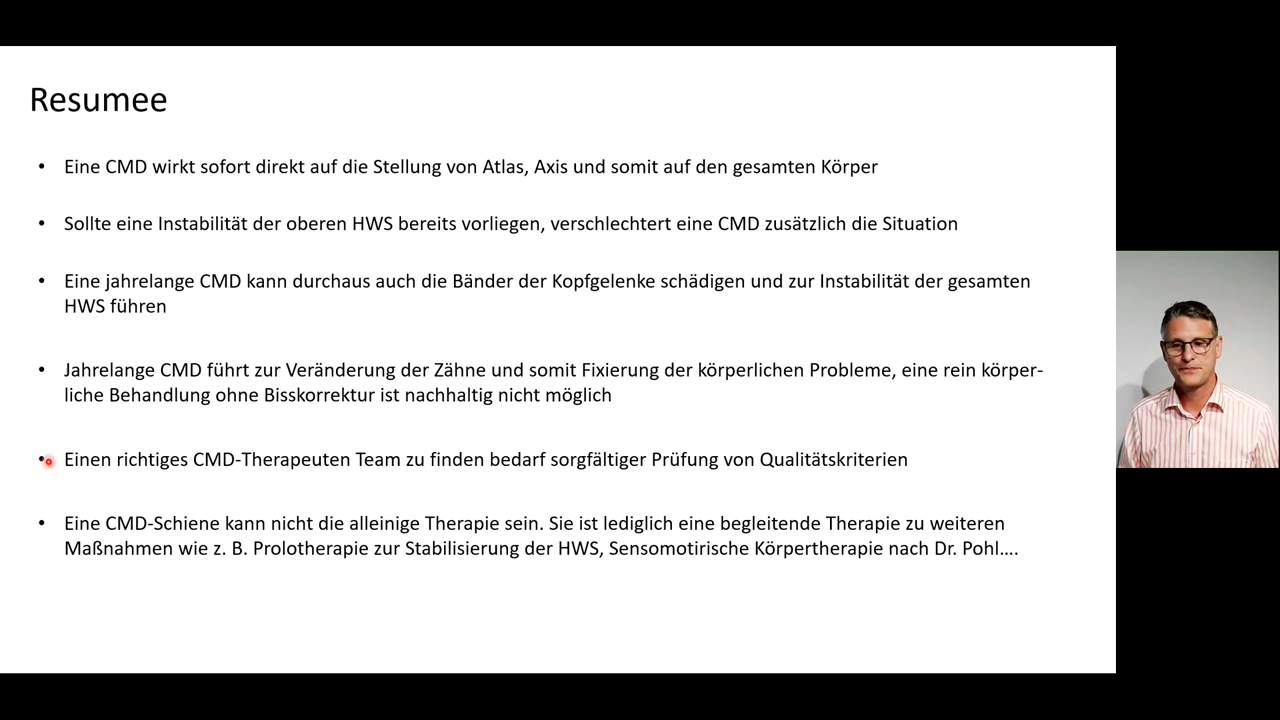 Resumee
• Eine CMD wirkt sofort direkt auf die Stellung von Atlas, Axis und somit auf den gesamten Körper
• Sollte eine Instabilität der oberen HWS bereits vorliegen, verschlechtert eine CMD zusätzlich die Situation
• Eine jahrelange CMD kann durchaus auch die Bänder der Kopfgelenke schädigen und zur Instabilität der gesamten
HWS führen
• Jahrelange CMD führt zur Veränderung der Zähne und somit Fixierung der körperlichen Probleme, eine rein körper-
liche Behandlung ohne Bisskorrektur ist nachhaltig nicht möglich
• Einen richtiges CMD-Therapeuten Team zu finden bedarf sorgfältiger Prüfung von Qualitätskriterien
• Eine CMD-Schiene kann nicht die alleinige Therapie sein. Sie ist lediglich eine begleitende Therapie zu weiteren
Maßnahmen wie z. B. Prolotherapie zur Stabilisierung der HWS, Sensomotirische Körpertherapie nach Dr. Pohl….